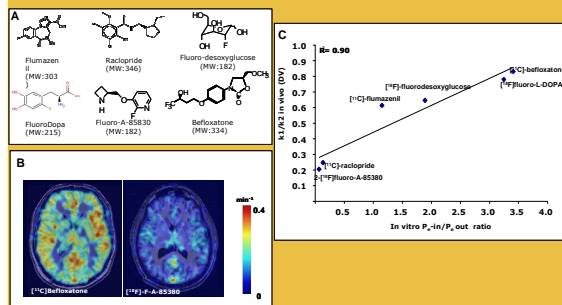 A
Flumaze
il
(MW:303
Raclopride
(MW:346)
Fluoro-desoxyglucose
(MW:182)
FluoroDopa
(MW:215)
Fluor-A-85830
(MW:182)
Befloxatone
(MW:334)
B
min⁻¹
0.4
0
[¹¹C]Befloxatone
[¹⁸F]-F-A-85380
C
R= 0.90
k1/k2 in vivo (DV)
1.0
0.9
0.8
0.7
0.6
0.5
0.4
0.3
0.2
0.1
[¹¹C]-befloxatone
[¹⁸F]fluoro-L-DOPA
[¹⁸F]-fluorodesoxyglucose
[¹¹C]-flumazenil
[¹¹C]-raclopride
2-[¹⁸F]fluoro-A-85380
0.0 0.5 1.0 1.5 2.0 2.5 3.0 3.5 4.0
In vitro Pₑ-in/Pₑ out ratio